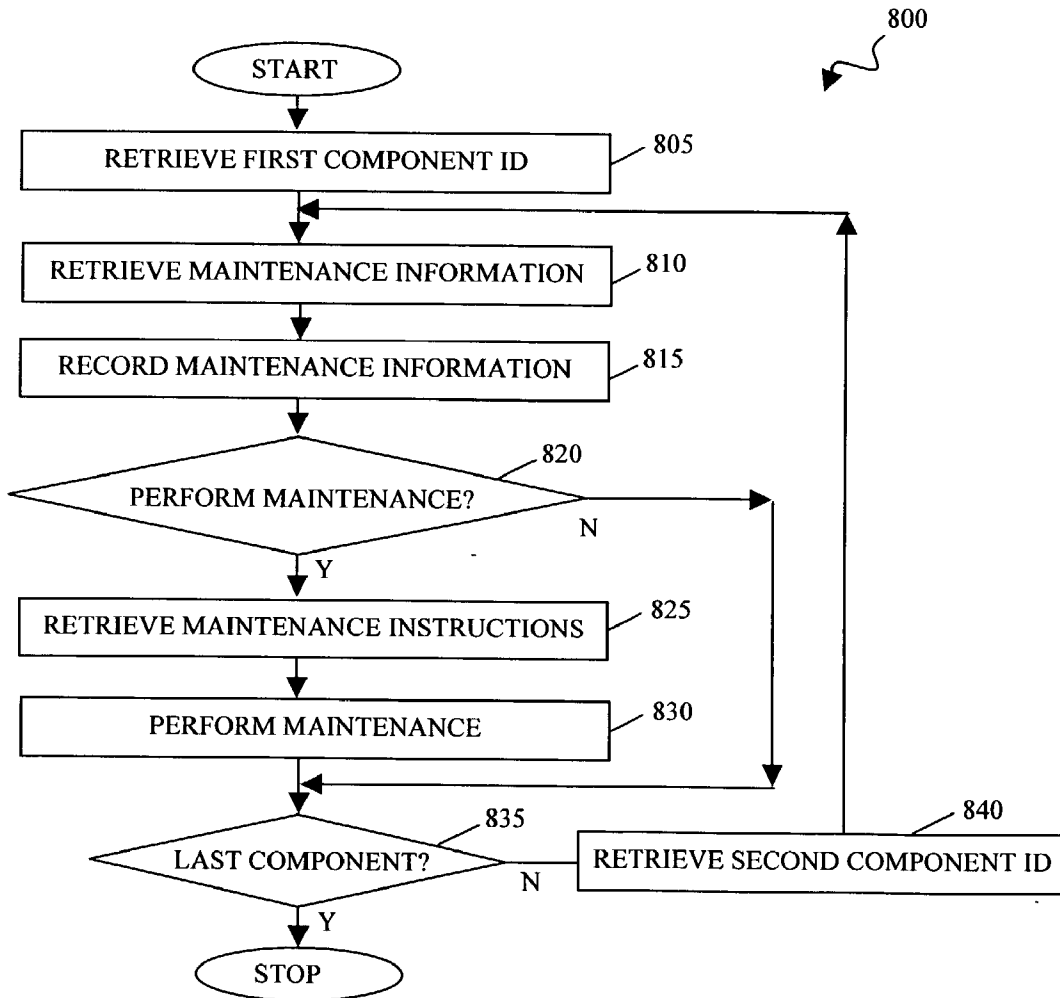 800
START
RETRIEVE FIRST COMPONENT ID
805
RETRIEVE MAINTENANCE INFORMATION
810
RECORD MAINTENANCE INFORMATION
815
820
PERFORM MAINTENANCE?
N
Y
RETRIEVE MAINTENANCE INSTRUCTIONS
825
PERFORM MAINTENANCE
830
835
840
LAST COMPONENT?
N
RETRIEVE SECOND COMPONENT ID
Y
STOP